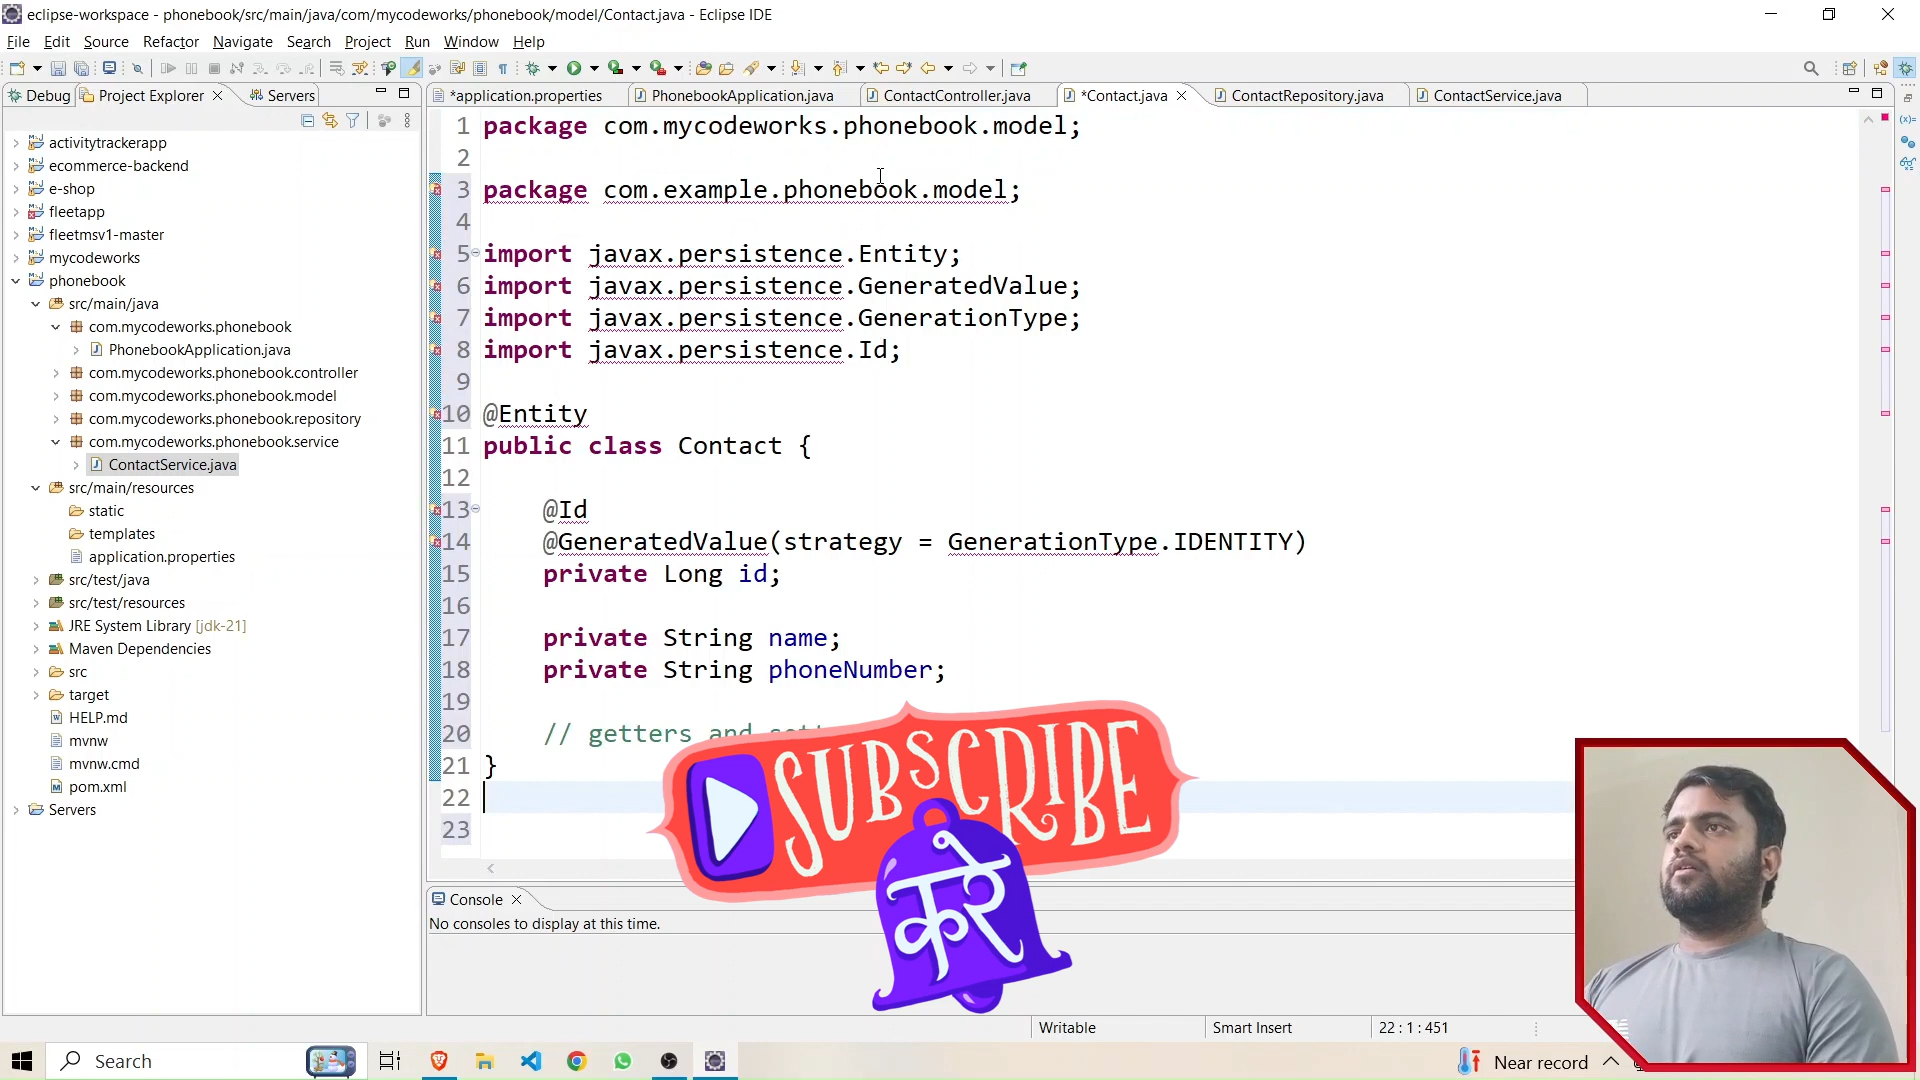 eclipse-workspace - phonebook/src/main/java/com/mycodeworks/phonebook/model/Contact.java - Eclipse IDE
File Edit Source Refactor Navigate Search Project Run Window Help
Debug Project Explorer Servers
*application.properties PhonebookApplication.java ContactController.java *Contact.java ContactRepository.java ContactService.java
activitytrackerapp
ecommerce-backend
e-shop
fleetapp
fleetmsv1-master
mycodeworks
phonebook
src/main/java
com.mycodeworks.phonebook
PhonebookApplication.java
com.mycodeworks.phonebook.controller
com.mycodeworks.phonebook.model
com.mycodeworks.phonebook.repository
com.mycodeworks.phonebook.service
ContactService.java
src/main/resources
static
templates
application.properties
src/test/java
src/test/resources
JRE System Library [jdk-21]
Maven Dependencies
src
target
HELP.md
mvnw
mvnw.cmd
pom.xml
Servers
1 package com.mycodeworks.phonebook.model;
2
3 package com.example.phonebook.model;
4
5 import javax.persistence.Entity;
6 import javax.persistence.GeneratedValue;
7 import javax.persistence.GenerationType;
8 import javax.persistence.Id;
9
10 @Entity
11 public class Contact {
12
13 @Id
14 @GeneratedValue(strategy = GenerationType.IDENTITY)
15 private Long id;
16
17 private String name;
18 private String phoneNumber;
19
20 // getters and
21 }
22
23
SUBSCRIBE
करे
Console
No consoles to display at this time.
Writable Smart Insert 22 : 1 : 451
Search
Near record